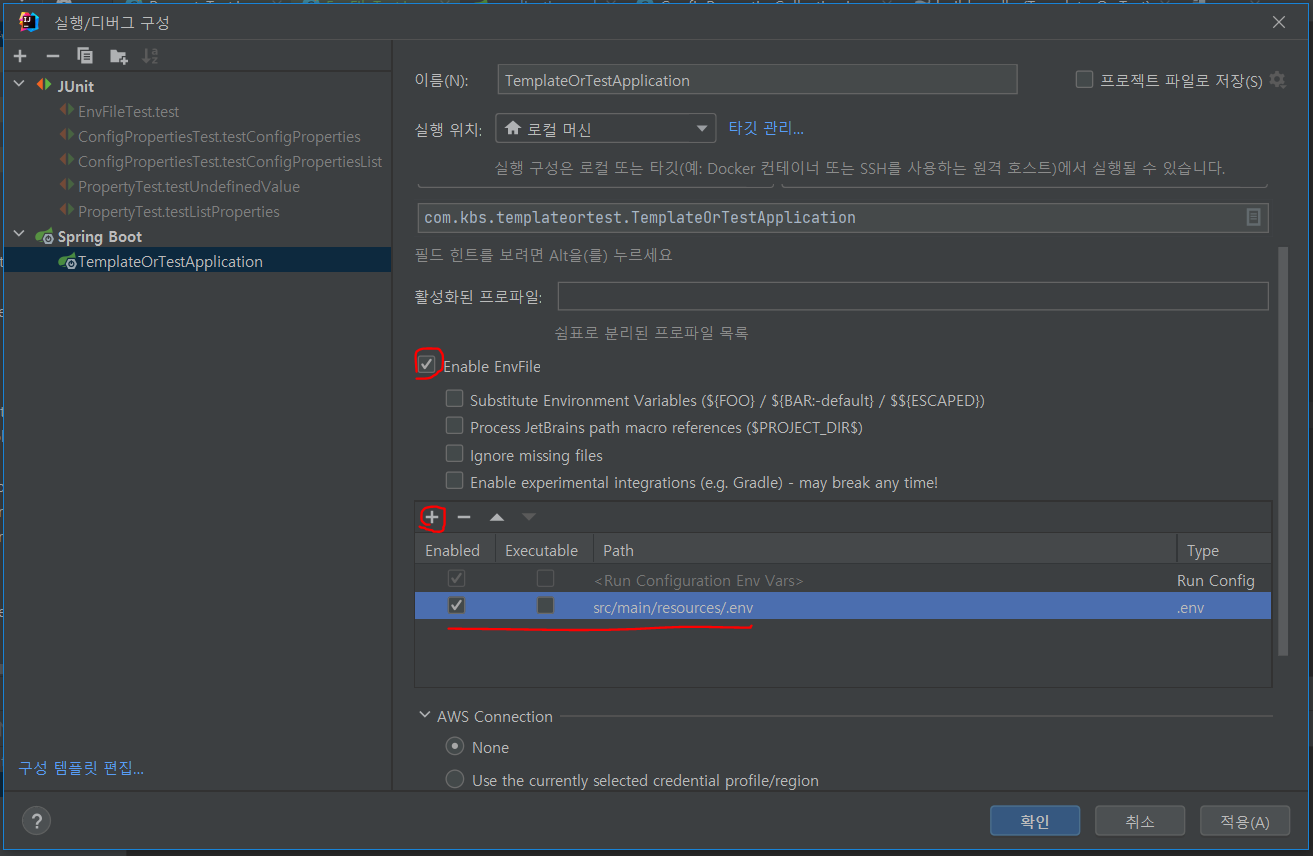 실행/디버그 구성
JUnit
EnvFileTest.test
ConfigPropertiesTest.testConfigProperties
ConfigPropertiesTest.testConfigPropertiesList
PropertyTest.testUndefinedValue
PropertyTest.testListProperties
Spring Boot
TemplateOrTestApplication
구성 템플릿 편집...
이름(N): TemplateOrTestApplication 프로젝트 파일로 저장(S)
실행 위치: 로컬 머신 타깃 관리...
실행 구성은 로컬 또는 타깃(예: Docker 컨테이너 또는 SSH를 사용하는 원격 호스트)에서 실행될 수 있습니다.
com.kbs.templateortest.TemplateOrTestApplication
필드 힌트를 보려면 Alt을(를) 누르세요
활성화된 프로파일:
쉼표로 분리된 프로파일 목록
Enable EnvFile
Substitute Environment Variables (${FOO} / ${BAR:-default} / $${ESCAPED})
Process JetBrains path macro references ($PROJECT_DIR$)
Ignore missing files
Enable experimental integrations (e.g. Gradle) - may break any time!
Enabled Executable Path Type
<Run Configuration Env Vars> Run Config
src/main/resources/.env .env
AWS Connection
None
Use the currently selected credential profile/region
? 확인 취소 적용(A)